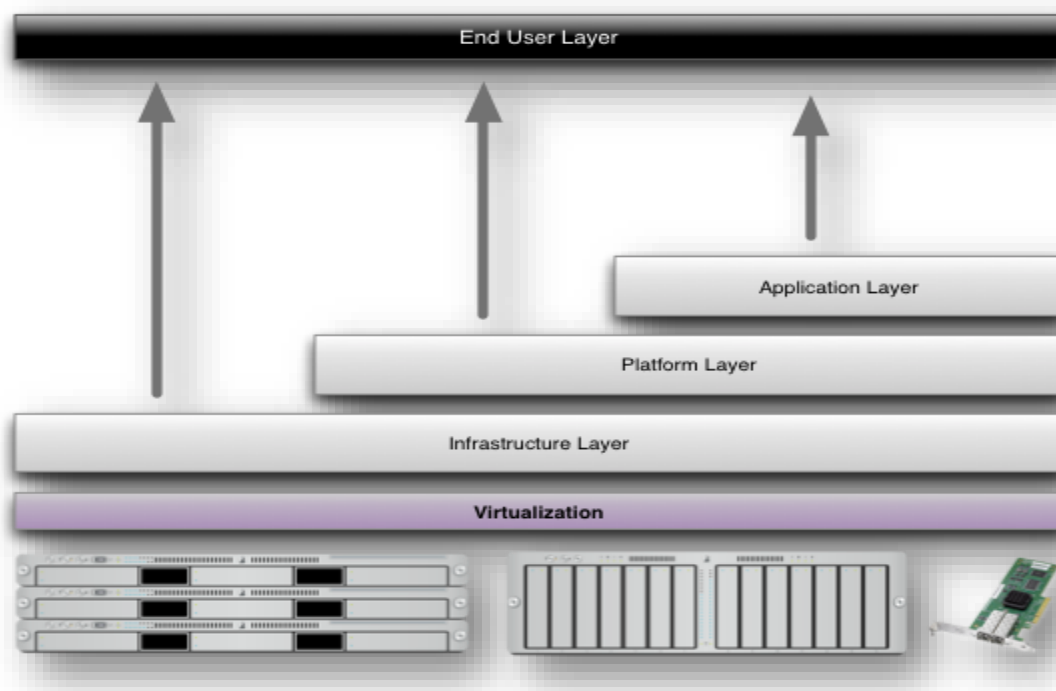 End User Layer
Application Layer
Platform Layer
Infrastructure Layer
Virtualization